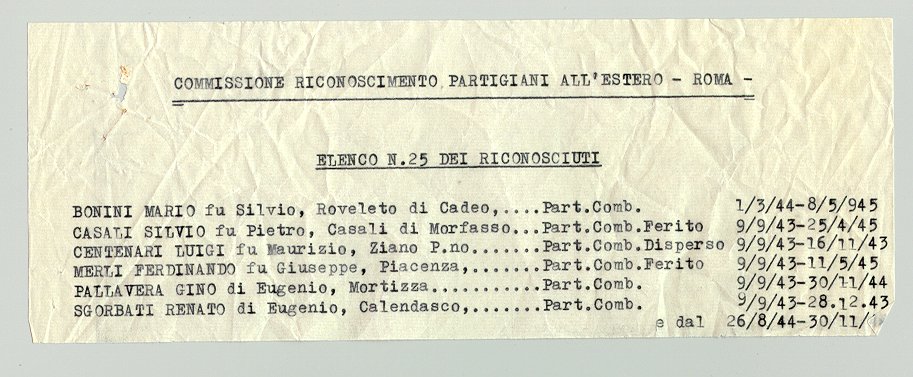 COMMISSIONE RICONOSCIMENTO PARTIGIANI ALL'ESTERO - ROMA -
ELENCO N.25 DEI RICONOSCIUTI
BONINI MARIO fu Silvio, Roveleto di Cadeo,....Part.Comb. 1/3/44-8/5/945
CASALI SILVIO fu Pietro, Casali di Morfasso...Part.Comb.Ferito 9/9/43-25/4/45
CENTENARI LUIGI fu Maurizio, Ziano P.no.......Part.Comb.Disperso 9/9/43-16/11/43
MERLI FERDINANDO fu Giuseppe, Piacenza,.......Part.Comb.Ferito 9/9/43-11/5/45
PALLAVERA GINO di Eugenio, Mortizza...........Part.Comb. 9/9/43-30/11/44
SGORBATI RENATO di Eugenio, Calendasco,.......Part.Comb. 9/9/43-28.12.43
e dal 26/8/44-30/11/